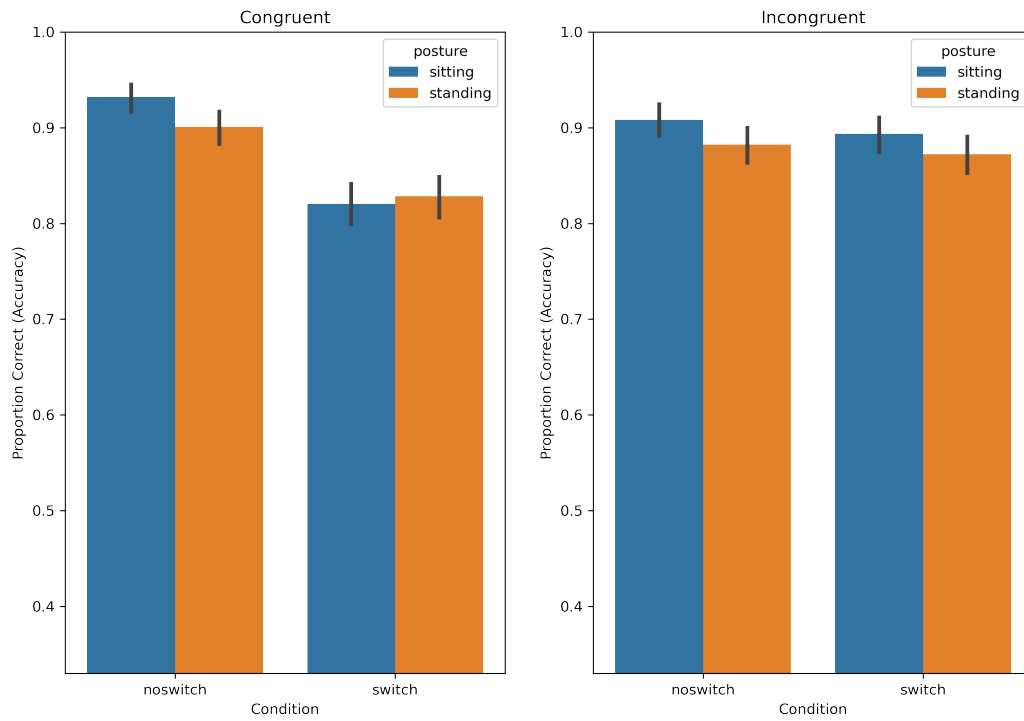 Congruent
1.0
0.9
0.8
0.7
0.6
0.5
0.4
Proportion Correct (Accuracy)
posture
sitting
standing
noswitch
switch
Condition
Incongruent
1.0
0.9
0.8
0.7
0.6
0.5
0.4
Proportion Correct (Accuracy)
posture
sitting
standing
noswitch
switch
Condition